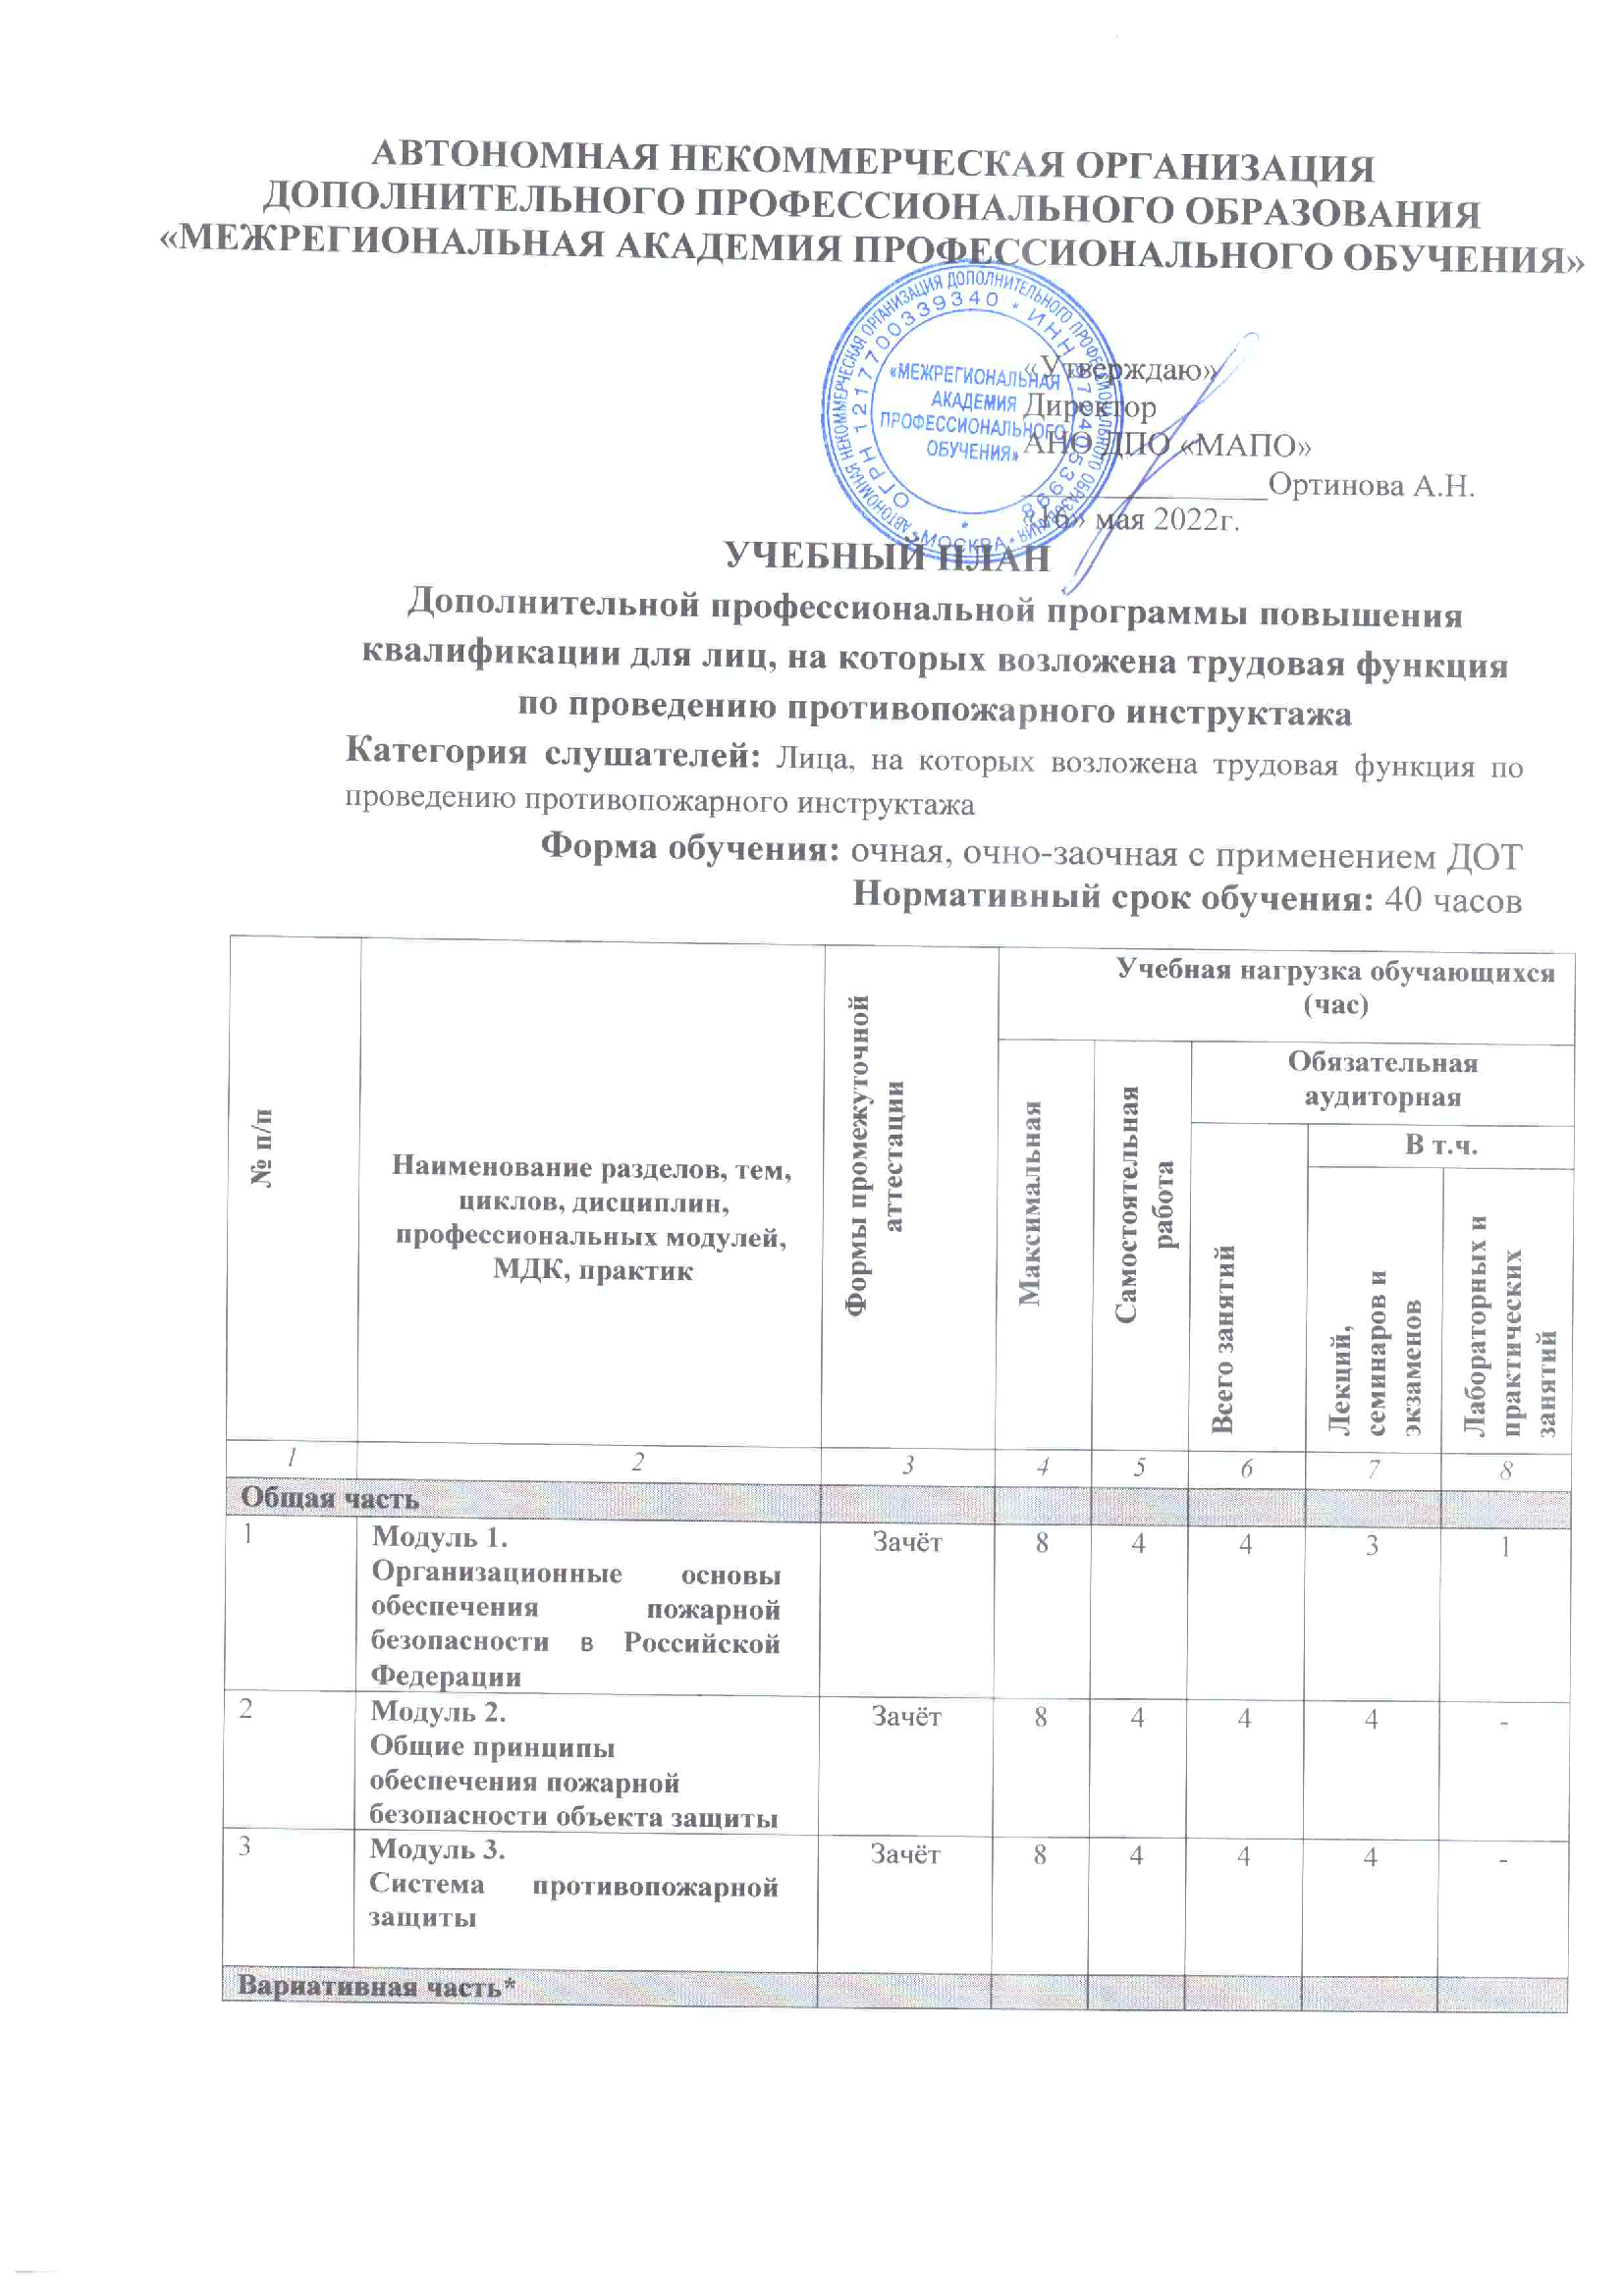 АВТОНОМНАЯ НЕКОММЕРЧЕСКАЯ ОРГАНИЗАЦИЯ
ДОПОЛНИТЕЛЬНОГО ПРОФЕССИОНАЛЬНОГО ОБРАЗОВАНИЯ
«МЕЖРЕГИОНАЛЬНАЯ АКАДЕМИЯ ПРОФЕССИОНАЛЬНОГО ОБУЧЕНИЯ»
АВТОНОМНАЯ НЕКОММЕРЧЕСКАЯ ОРГАНИЗАЦИЯ ДОПОЛНИТЕЛЬНОГО ПРОФЕССИОНАЛЬНОГО ОБРАЗОВАНИЯ
* МОСКВА *
ОГРН 1217700339340 * ИНН
«МЕЖРЕГИОНАЛЬНАЯ
АКАДЕМИЯ
ПРОФЕССИОНАЛЬНОГО
ОБУЧЕНИЯ»
«Утверждаю»
Директор
АНО ДПО «МАПО»
_______________Ортинова А.Н.
«16» мая 2022г.
УЧЕБНЫЙ ПЛАН
Дополнительной профессиональной программы повышения
квалификации для лиц, на которых возложена трудовая функция
по проведению противопожарного инструктажа
Категория слушателей: Лица, на которых возложена трудовая функция по
проведению противопожарного инструктажа
Форма обучения: очная, очно-заочная с применением ДОТ
Нормативный срок обучения: 40 часов
№ п/п
Наименование разделов, тем,
циклов, дисциплин,
профессиональных модулей,
МДК, практик
Формы промежуточной
аттестации
Учебная нагрузка обучающихся
(час)
Максимальная
Самостоятельная
работа
Обязательная
аудиторная
Всего занятий
В т.ч.
Лекций,
семинаров и
экзаменов
Лабораторных и
практических
занятий
1 2 3 4 5 6 7 8
Общая часть
1 Модуль 1. Зачёт 8 4 4 3 1
Организационные основы
обеспечения пожарной
безопасности в Российской
Федерации
2 Модуль 2. Зачёт 8 4 4 4 -
Общие принципы
обеспечения пожарной
безопасности объекта защиты
3 Модуль 3. Зачёт 8 4 4 4 -
Система противопожарной
защиты
Вариативная часть*